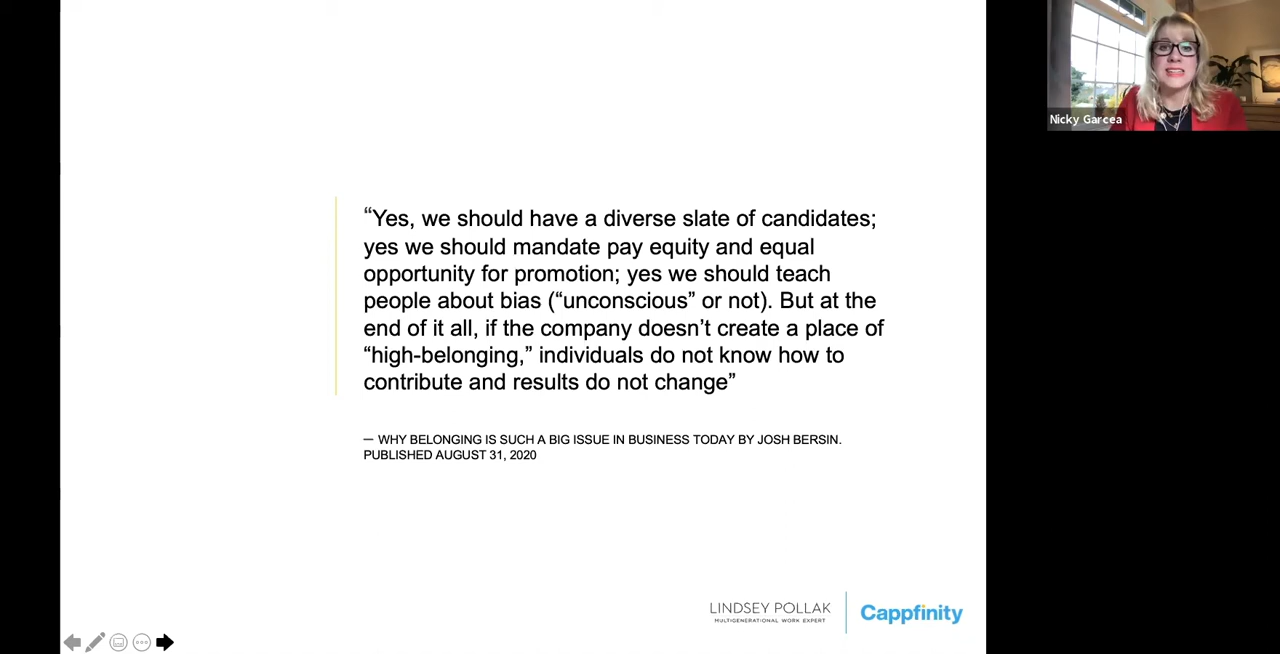 “Yes, we should have a diverse slate of candidates;
yes we should mandate pay equity and equal
opportunity for promotion; yes we should teach
people about bias (“unconscious” or not). But at the
end of it all, if the company doesn’t create a place of
“high-belonging,” individuals do not know how to
contribute and results do not change”
— WHY BELONGING IS SUCH A BIG ISSUE IN BUSINESS TODAY BY JOSH BERSIN.
PUBLISHED AUGUST 31, 2020
LINDSEY POLLAK
MULTIGENERATIONAL WORK EXPERT
Cappfinity
Nicky Garcea